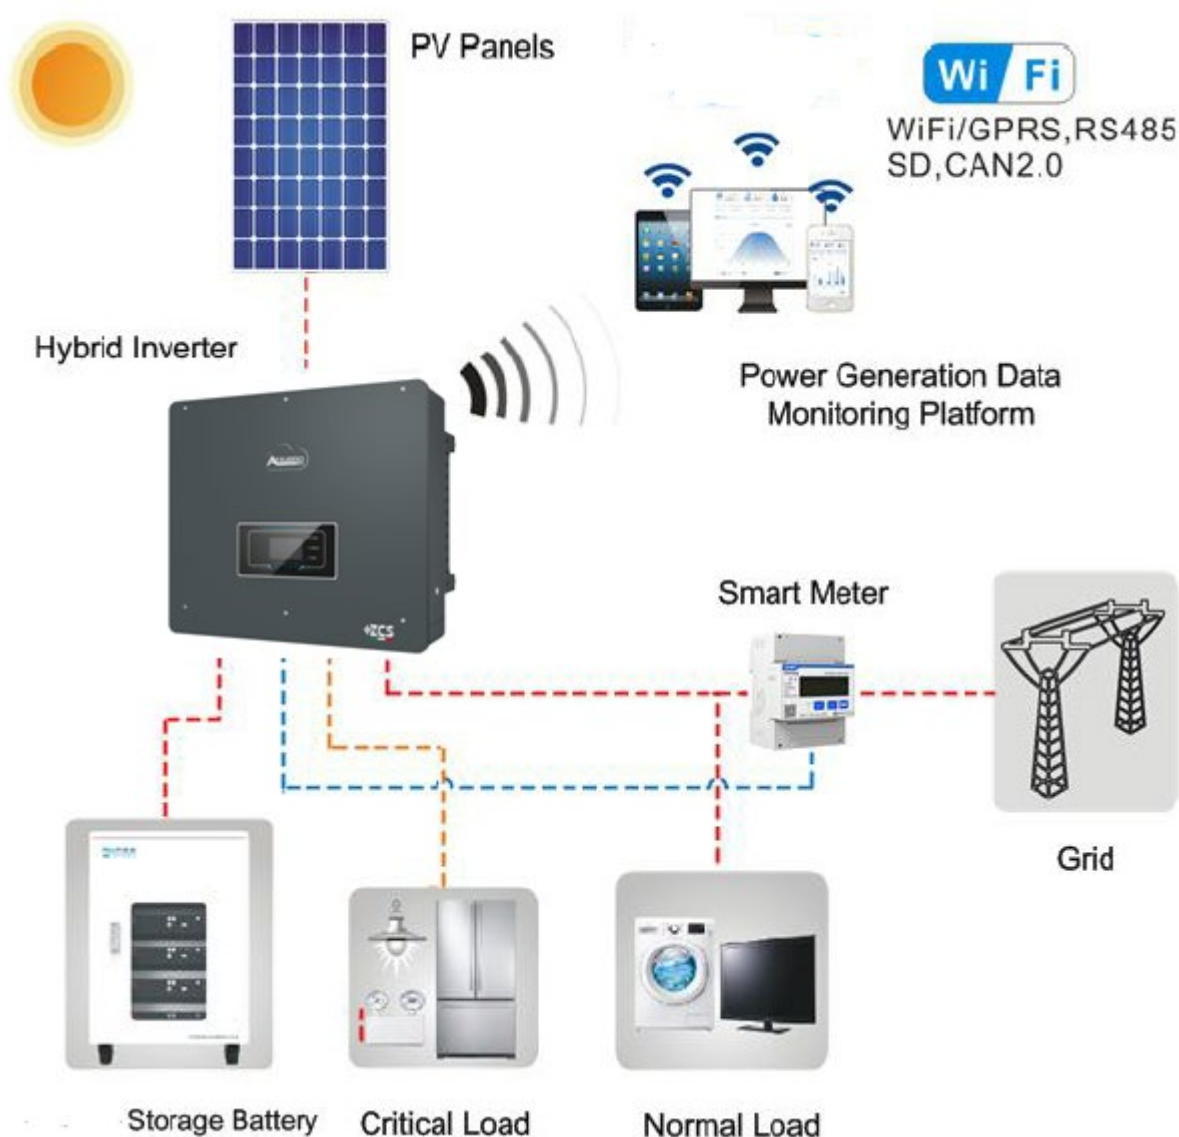 PV Panels
Wi Fi
WiFi/GPRS,RS485
SD,CAN2.0
Hybrid Inverter
Power Generation Data
Monitoring Platform
ZCS
Smart Meter
Grid
Storage Battery
Critical Load
Normal Load